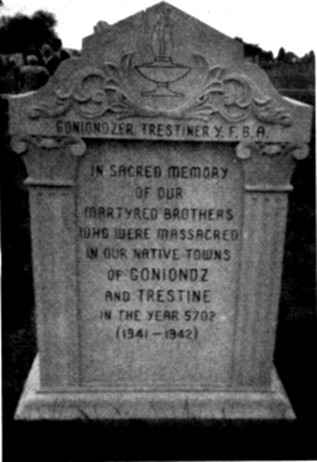 GONIONDZER, TRESTINER Y.F.B.A.
IN SACRED MEMORY
OF OUR
MARTYRED BROTHERS
WHO WERE MASSACRED
IN OUR NATIVE TOWNS
OF GONIONDZ
AND TRESTINE
IN THE YEAR 5702
(1941-1942)